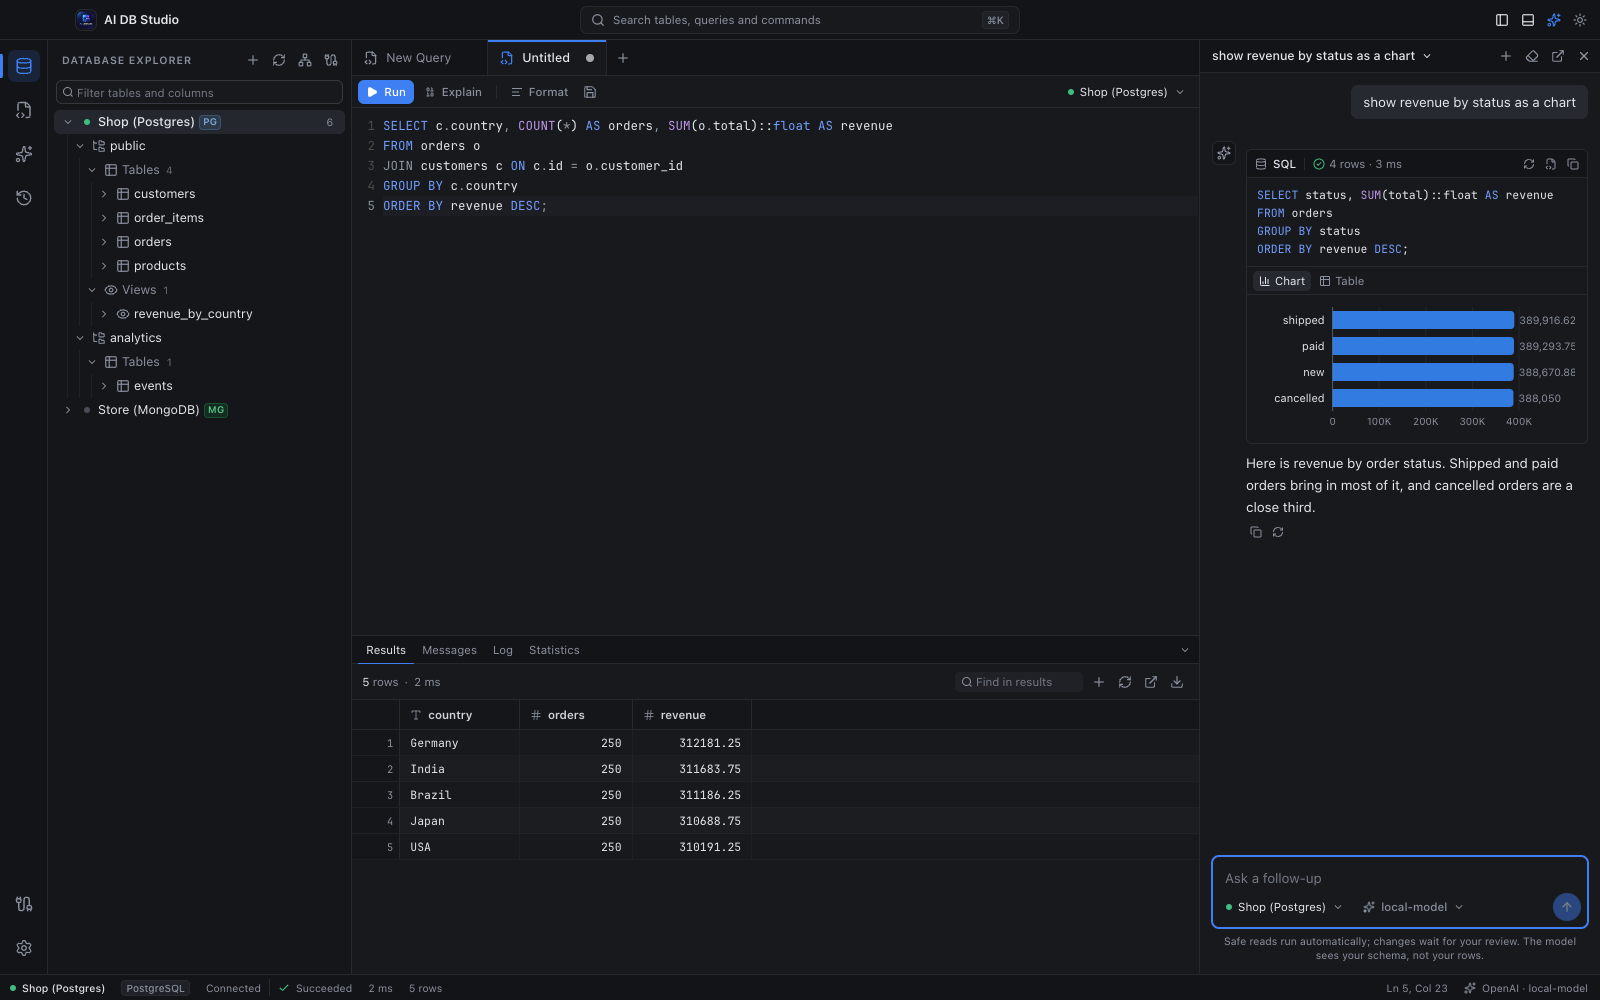 AI DB Studio
Search tables, queries and commands
⌘K
DATABASE EXPLORER
Filter tables and columns
Shop (Postgres) PG 6
public
Tables 4
customers
order_items
orders
products
Views 1
revenue_by_country
analytics
Tables 1
events
Store (MongoDB) MG
New Query
Untitled
Run
Explain
Format
Shop (Postgres)
1 SELECT c.country, COUNT(*) AS orders, SUM(o.total)::float AS revenue
2 FROM orders o
3 JOIN customers c ON c.id = o.customer_id
4 GROUP BY c.country
5 ORDER BY revenue DESC;
Results Messages Log Statistics
5 rows · 2 ms
Find in results
country orders revenue
1 Germany 250 312181.25
2 India 250 311683.75
3 Brazil 250 311186.25
4 Japan 250 310688.75
5 USA 250 310191.25
show revenue by status as a chart
show revenue by status as a chart
SQL 4 rows · 3 ms
SELECT status, SUM(total)::float AS revenue
FROM orders
GROUP BY status
ORDER BY revenue DESC;
Chart Table
shipped 389,916.62
paid 389,293.75
new 388,670.88
cancelled 388,050
0 100K 200K 300K 400K
Here is revenue by order status. Shipped and paid
orders bring in most of it, and cancelled orders are a
close third.
Ask a follow-up
Shop (Postgres) local-model
Safe reads run automatically; changes wait for your review. The model
sees your schema, not your rows.
Shop (Postgres) PostgreSQL Connected Succeeded 2 ms 5 rows
Ln 5, Col 23 OpenAI · local-model